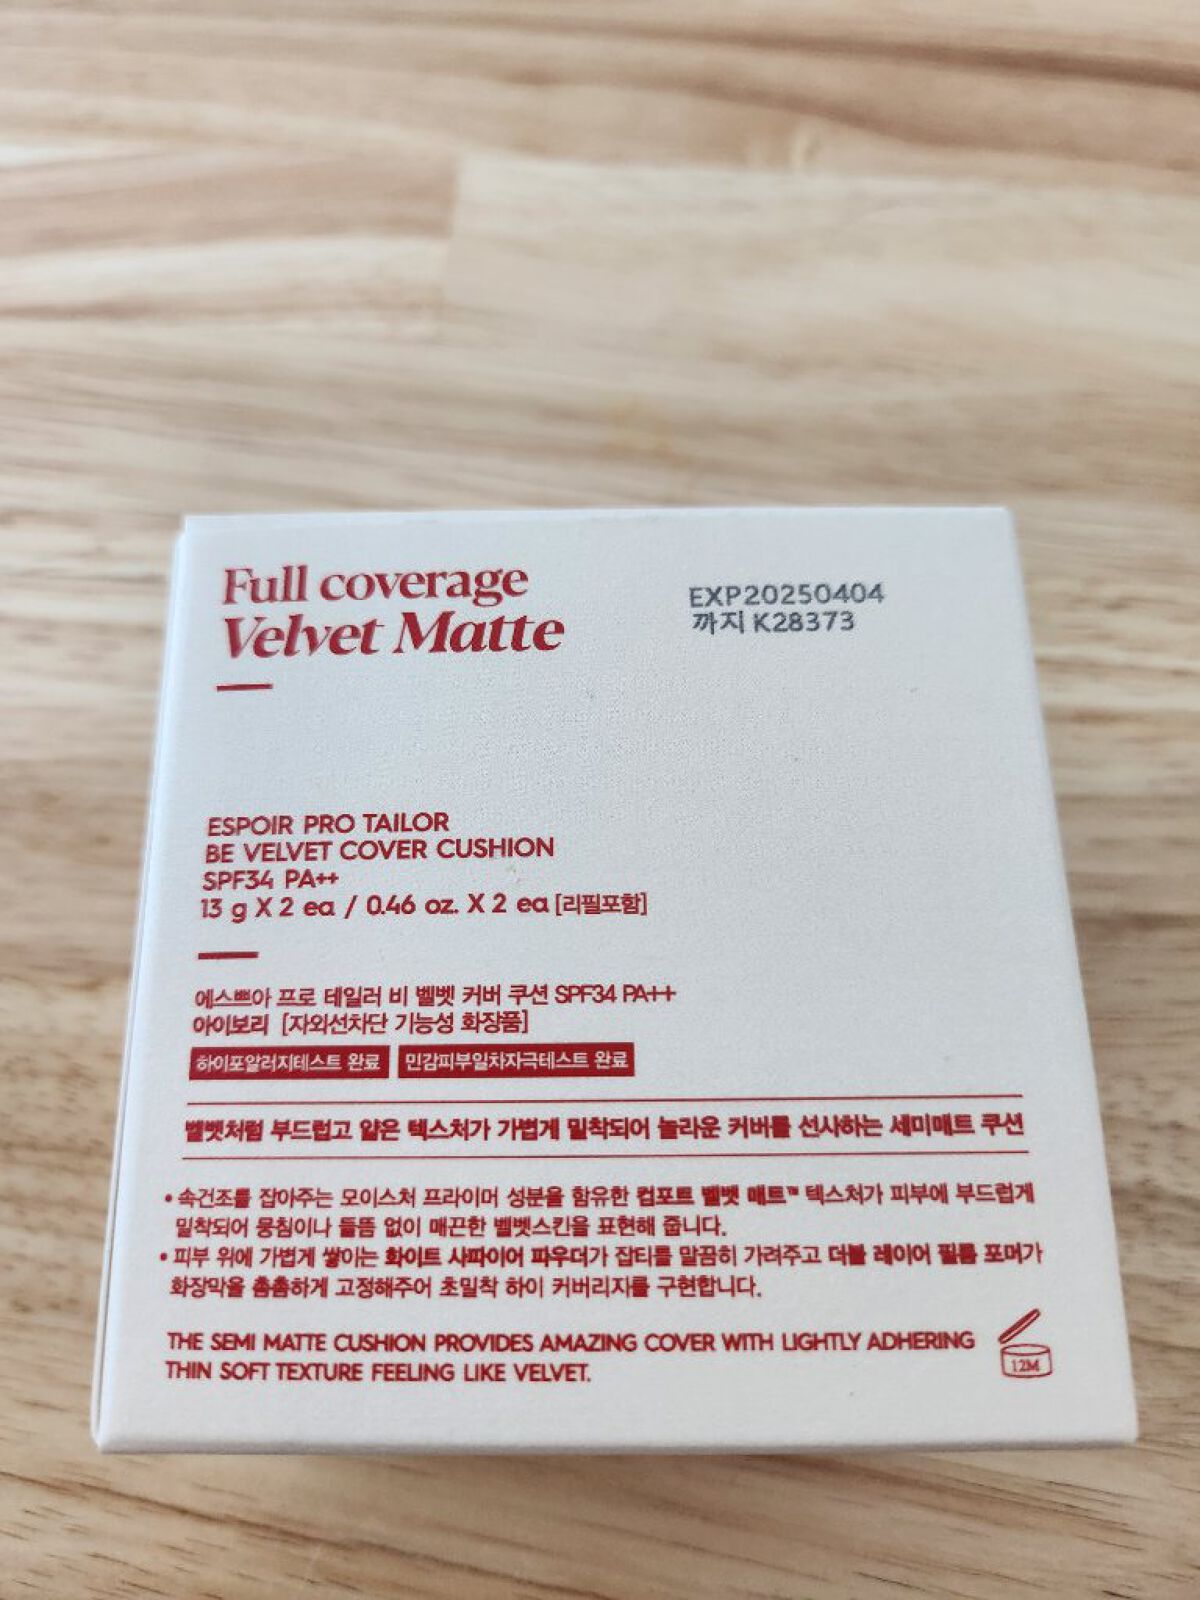 Full coverage
Velvet Matte
EXP20250404
까지 K28373
ESPOIR PRO TAILOR
BE VELVET COVER CUSHION
SPF34 PA++
13 g X 2 ea / 0.46 oz. X 2 ea [리필포함]
에스쁘아 프로 테일러 비 벨벳 커버 쿠션 SPF34 PA++
아이보리 [자외선차단 기능성 화장품]
하이포알러지테스트 완료 민감피부일차자극테스트 완료
벨벳처럼 부드럽고 얇은 텍스처가 가볍게 밀착되어 놀라운 커버를 선사하는 세미매트 쿠션
• 속건조를 잡아주는 모이스처 프라이머 성분을 함유한 컴포트 벨벳 매트™ 텍스처가 피부에 부드럽게
밀착되어 뭉침이나 들뜸 없이 매끈한 벨벳스킨을 표현해 줍니다.
• 피부 위에 가볍게 쌓이는 화이트 사파이어 파우더가 잡티를 말끔히 가려주고 더블 레이어 필름 포머가
화장막을 촘촘하게 고정해주어 초밀착 하이 커버리지를 구현합니다.
THE SEMI MATTE CUSHION PROVIDES AMAZING COVER WITH LIGHTLY ADHERING
THIN SOFT TEXTURE FEELING LIKE VELVET.
12M